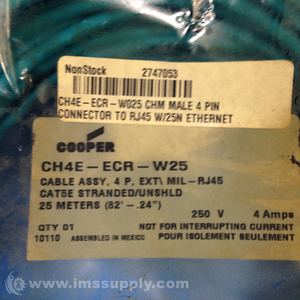 NonStock 2747053
CH4E-ECR-W025 CHM MALE 4 PIN
CONNECTOR TO RJ45 W/25N ETHERNET
COOPER
CH4E-ECR-W25
CABLE ASSY, 4 P, EXT\ MIL-RJ45
CAT5E STRANDED/UNSHLD
25 METERS (82' -.24")
250 V 4 Amps
QTY 01 NOT FOR INTERRUPTING CURRENT
10110 ASSEMBLED IN MEXICO POUR ISOLEMENT SEULEMENT
© www.imssupply.com/